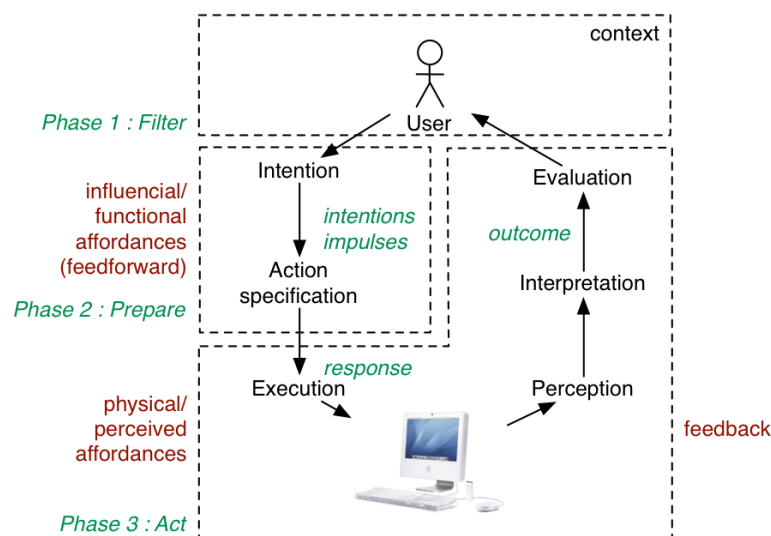 context
Phase 1 : Filter
User
Intention
Evaluation
influencial/
functional
affordances
(feedforward)
intentions
impulses
outcome
Action
specification
Interpretation
Phase 2 : Prepare
response
Execution
Perception
physical/
perceived
affordances
feedback
Phase 3 : Act